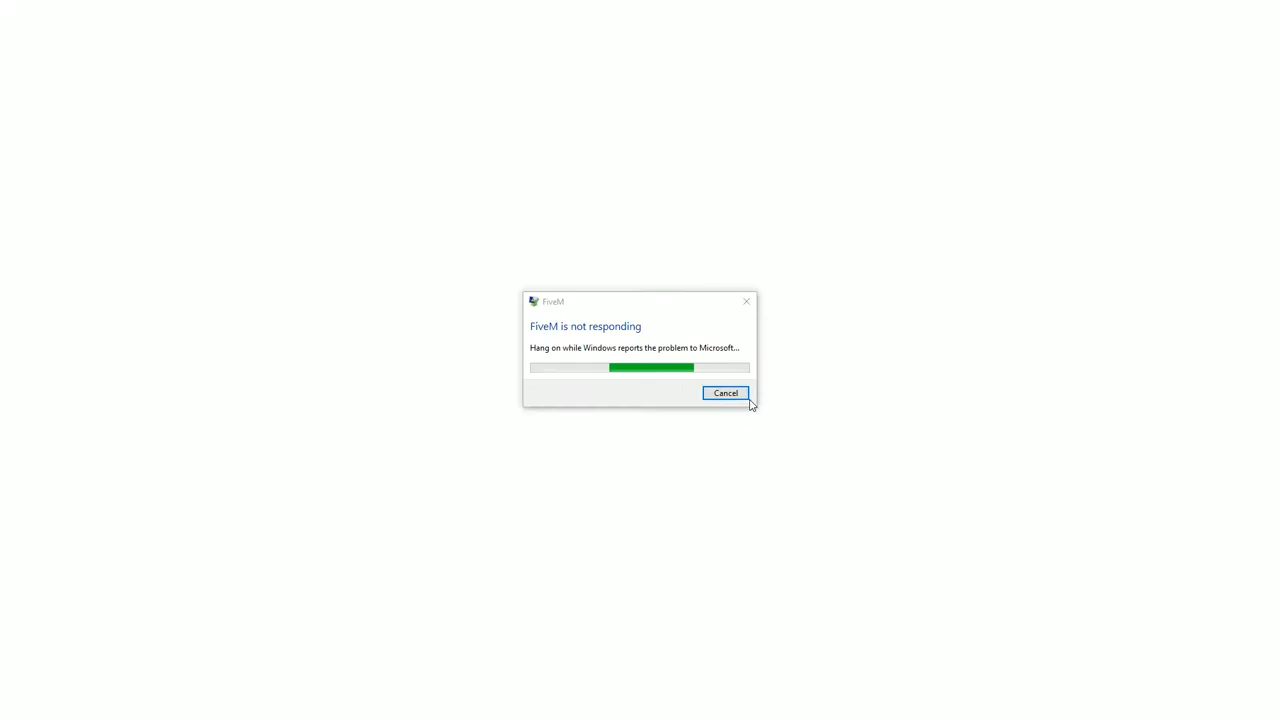 FiveM
FiveM is not responding
Hang on while Windows reports the problem to Microsoft...
Cancel